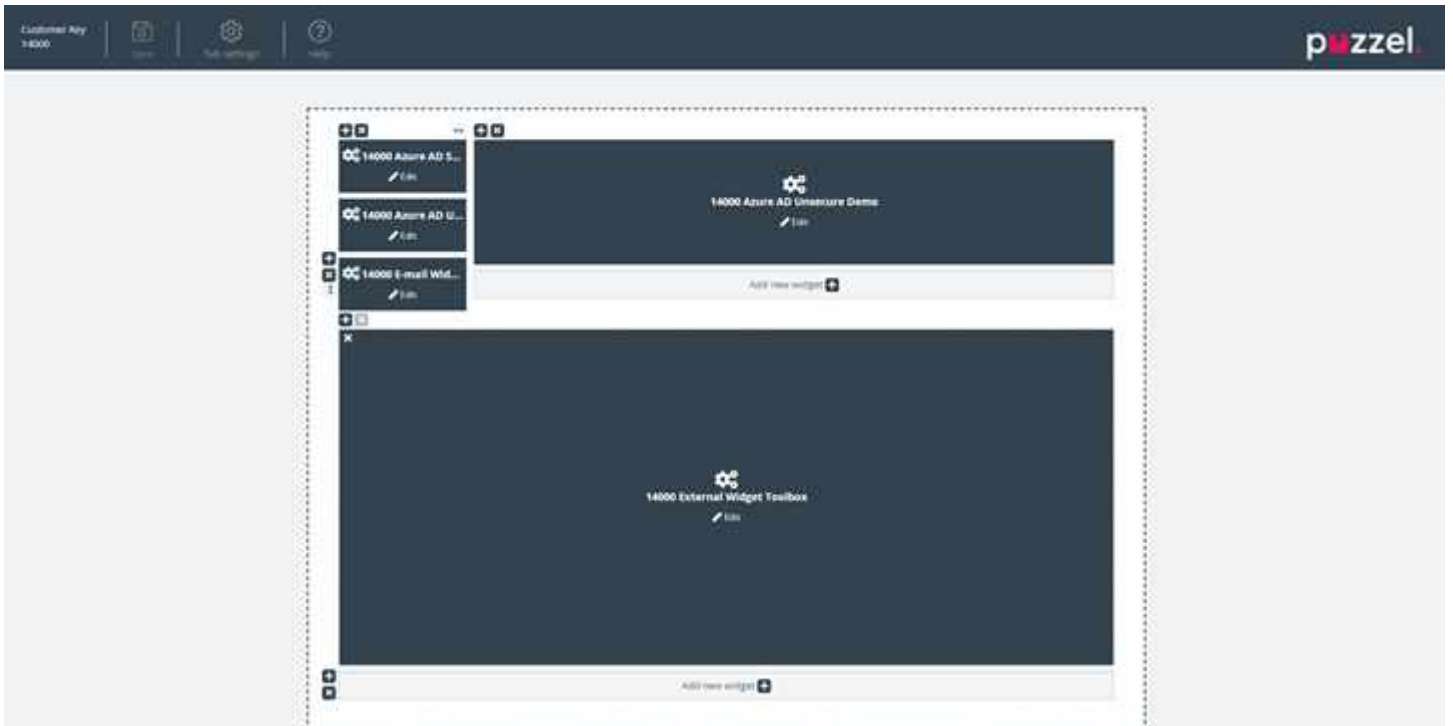 Customer Key
14000
Save
Tab settings
Help
puzzel.
14000 Azure AD S...
Edit
14000 Azure AD U...
Edit
14000 E-mail Wid...
Edit
14000 Azure AD Unsecure Demo
Edit
Add new widget
14000 External Widget Toolbox
Edit
Add new widget